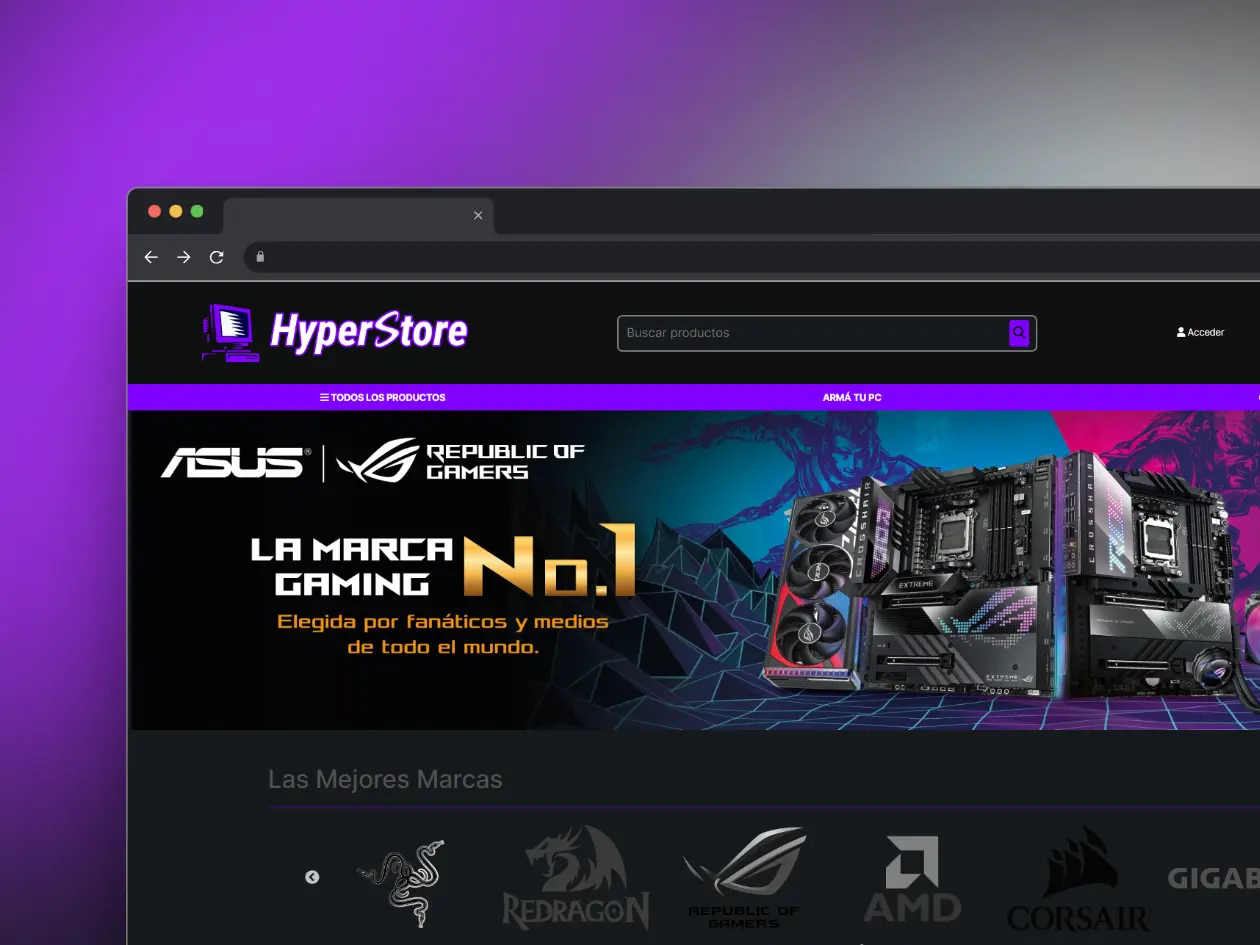 HyperStore
Buscar productos
Acceder
TODOS LOS PRODUCTOS
ARMÁ TU PC
ASUS® REPUBLIC OF
GAMERS
LA MARCA
GAMING
No.1
Elegida por fanáticos y medios
de todo el mundo.
CROSSHAIR
EXTREME
EXTREME
CROSSHAIR
Las Mejores Marcas
REDRAGON
REPUBLIC OF
GAMERS
AMD
CORSAIR